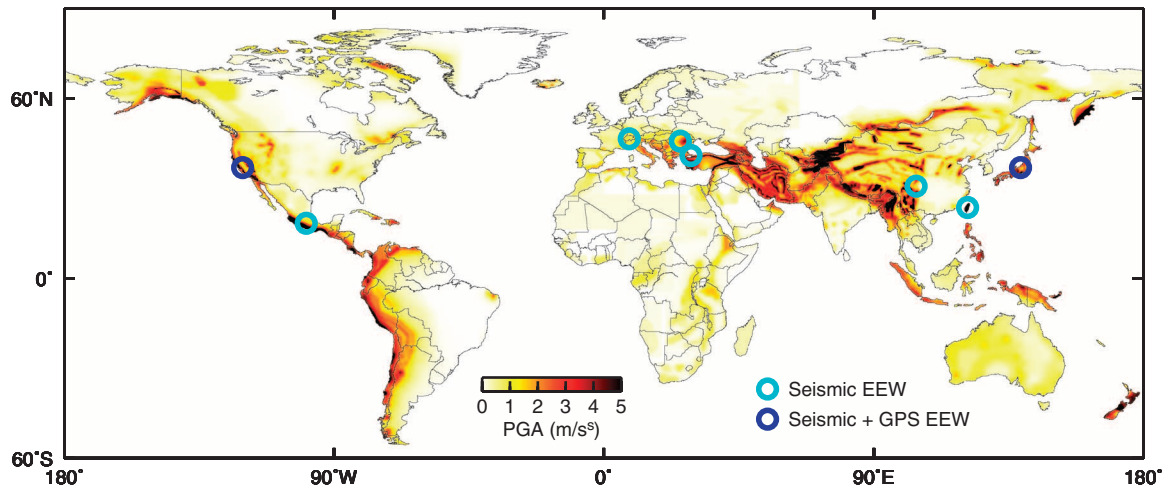 60˚N
0˚
60˚S
180˚ 90˚W 0˚ 90˚E 180˚
0 1 2 3 4 5
PGA (m/sˢ)
Seismic EEW
Seismic + GPS EEW